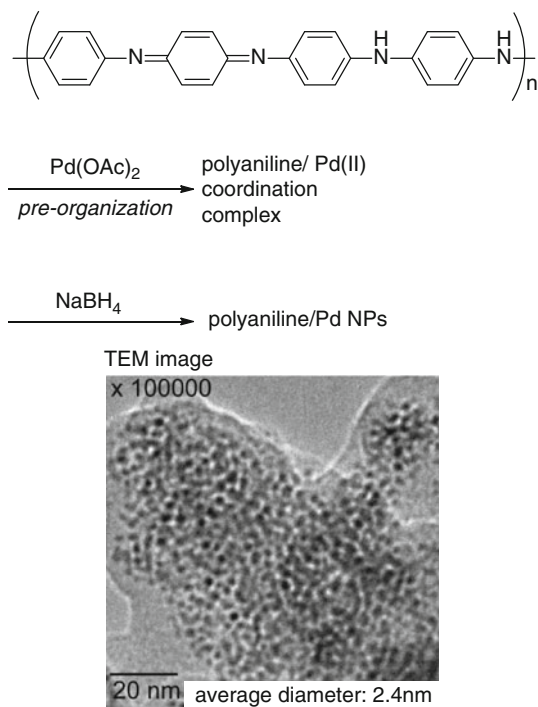 H H
N N N N
n
Pd(OAc)2
pre-organization
polyaniline/ Pd(II)
coordination
complex
NaBH4
polyaniline/Pd NPs
TEM image
x 100000
20 nm
average diameter: 2.4nm